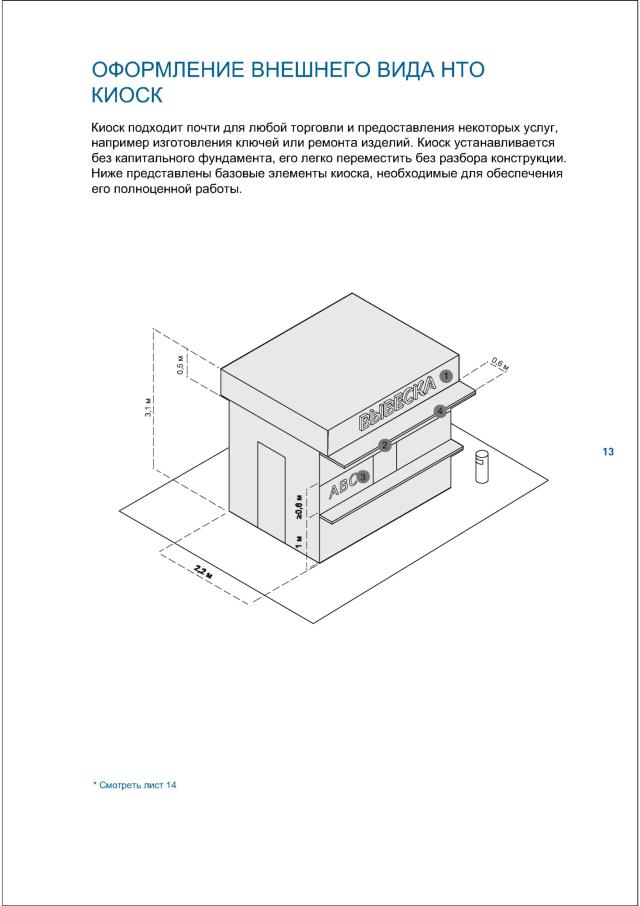 ОФОРМЛЕНИЕ ВНЕШНЕГО ВИДА НТО
КИОСК
Киоск подходит почти для любой торговли и предоставления некоторых услуг,
например изготовления ключей или ремонта изделий. Киоск устанавливается
без капитального фундамента, его легко переместить без разбора конструкции.
Ниже представлены базовые элементы киоска, необходимые для обеспечения
его полноценной работы.
0,5 м
3,1 м
0,6 м
ВЫВЕСКА
1
4
2
ABC
3
≥0,6 м
1 м
2,2 м
13
* Смотреть лист 14